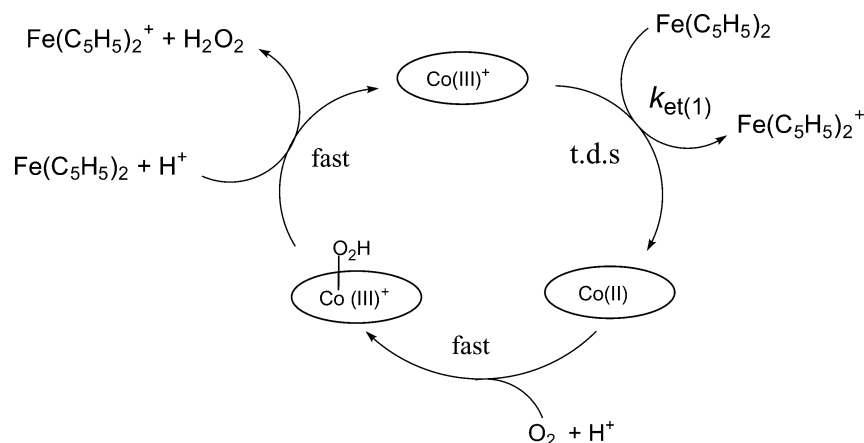 Fe(C₅H₅)₂⁺ + H₂O₂
Fe(C₅H₅)₂
Co(III)⁺
k et(1)
Fe(C₅H₅)₂⁺
Fe(C₅H₅)₂ + H⁺
fast
t.d.s
O₂H
Co (III)⁺
Co(II)
fast
O₂ + H⁺